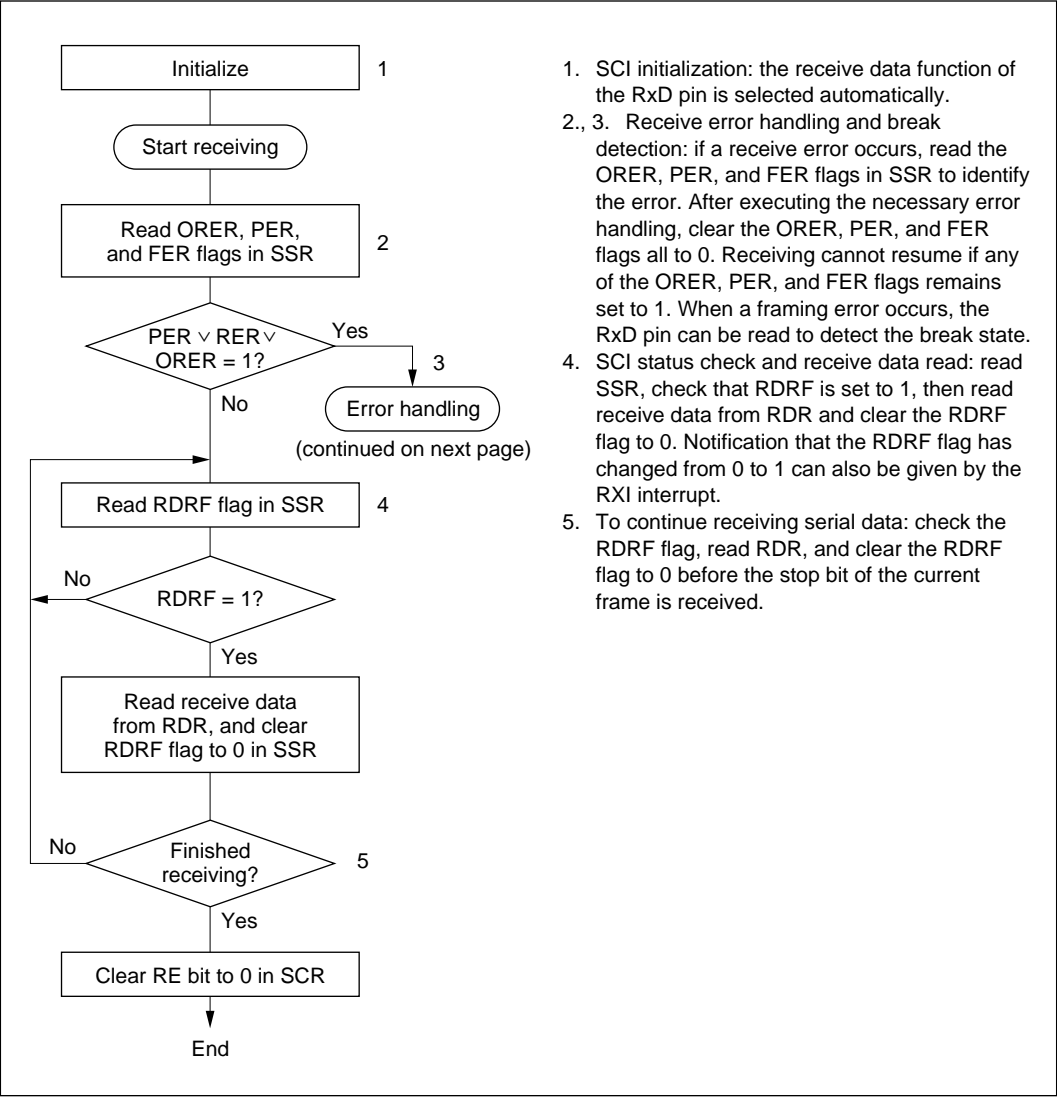 Initialize
1
Start receiving
Read ORER, PER,
and FER flags in SSR
2
PER ∨ RER∨
ORER = 1?
Yes
3
No
Error handling
(continued on next page)
Read RDRF flag in SSR
4
No
RDRF = 1?
Yes
Read receive data
from RDR, and clear
RDRF flag to 0 in SSR
No
Finished
receiving?
5
Yes
Clear RE bit to 0 in SCR
End
1. SCI initialization: the receive data function of
the RxD pin is selected automatically.
2., 3. Receive error handling and break
detection: if a receive error occurs, read the
ORER, PER, and FER flags in SSR to identify
the error. After executing the necessary error
handling, clear the ORER, PER, and FER
flags all to 0. Receiving cannot resume if any
of the ORER, PER, and FER flags remains
set to 1. When a framing error occurs, the
RxD pin can be read to detect the break state.
4. SCI status check and receive data read: read
SSR, check that RDRF is set to 1, then read
receive data from RDR and clear the RDRF
flag to 0. Notification that the RDRF flag has
changed from 0 to 1 can also be given by the
RXI interrupt.
5. To continue receiving serial data: check the
RDRF flag, read RDR, and clear the RDRF
flag to 0 before the stop bit of the current
frame is received.